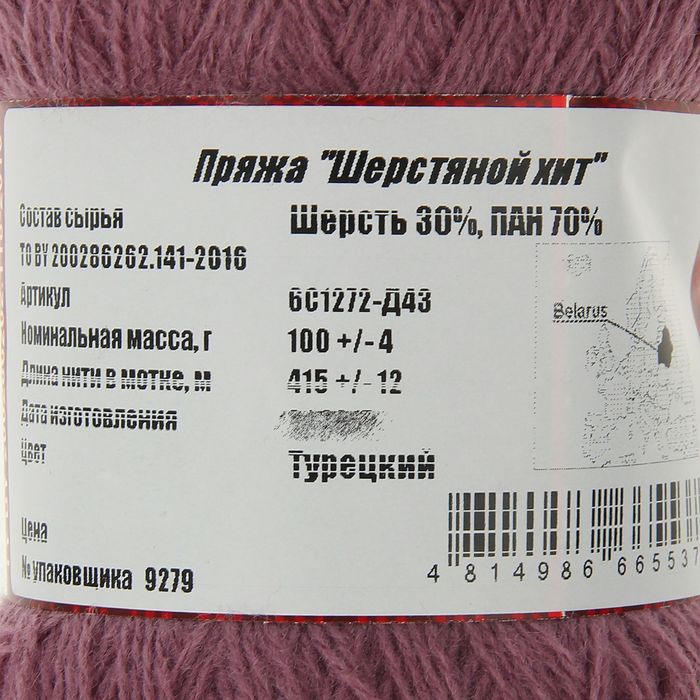 Пряжа "Шерстяной хит"
Состав сырья Шерсть 30%, ПАН 70%
ТО BY 200286262.141-2016
Артикул 6С1272-Д43
Номинальная масса, г 100 +/- 4
Длина нити в мотке, м 415 +/- 12
Дата изготовления
Цвет Турецкий
Цена
№ упаковщика 9279
Belarus
4 814986 665537